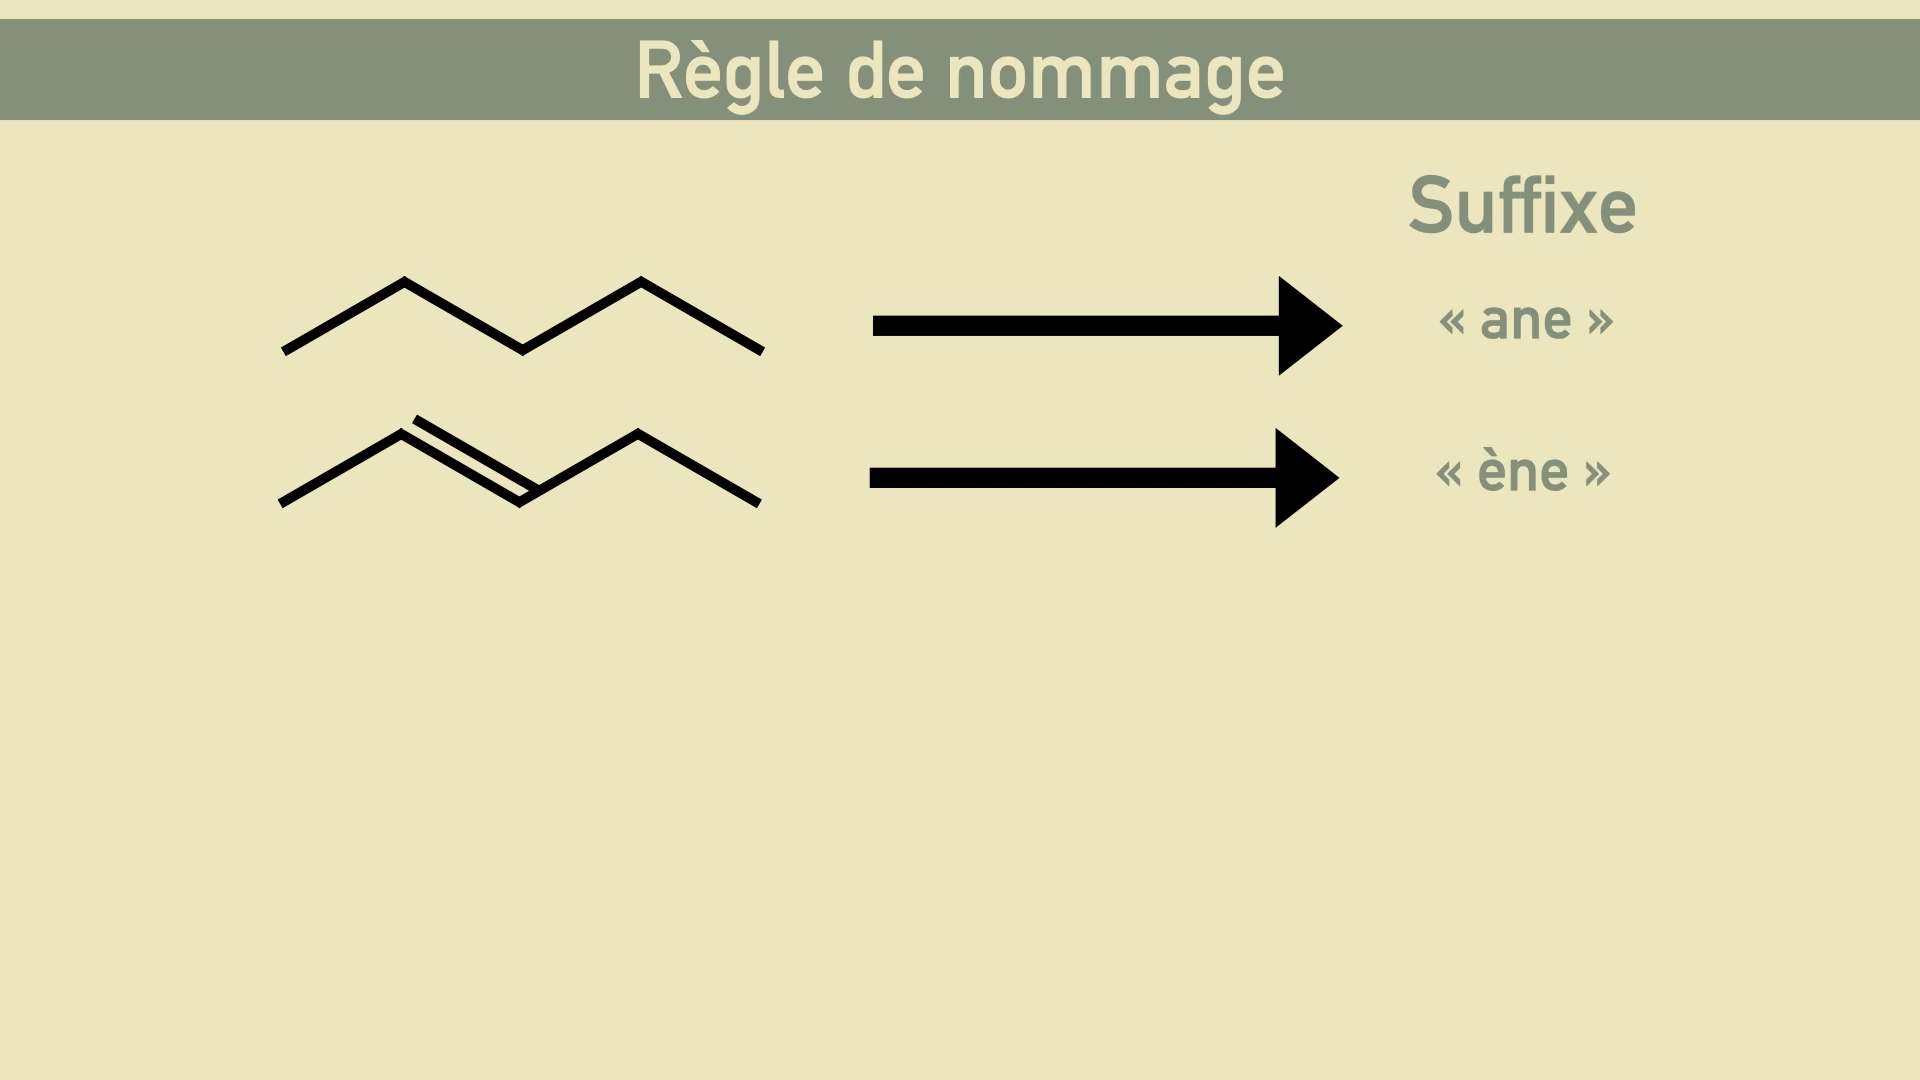 Règle de nommage
Suffixe
« ane »
« ène »